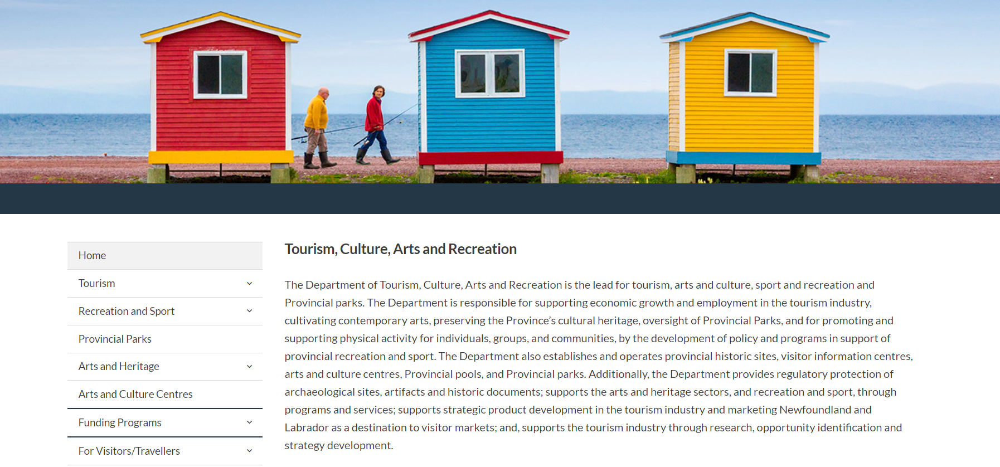 Home
Tourism
Recreation and Sport
Provincial Parks
Arts and Heritage
Arts and Culture Centres
Funding Programs
For Visitors/Travellers
Tourism, Culture, Arts and Recreation
The Department of Tourism, Culture, Arts and Recreation is the lead for tourism, arts and culture, sport and recreation and
Provincial parks. The Department is responsible for supporting economic growth and employment in the tourism industry,
cultivating contemporary arts, preserving the Province’s cultural heritage, oversight of Provincial Parks, and for promoting and
supporting physical activity for individuals, groups, and communities, by the development of policy and programs in support of
provincial recreation and sport. The Department also establishes and operates provincial historic sites, visitor information centres,
arts and culture centres, Provincial pools, and Provincial parks. Additionally, the Department provides regulatory protection of
archaeological sites, artifacts and historic documents; supports the arts and heritage sectors, and recreation and sport, through
programs and services; supports strategic product development in the tourism industry and marketing Newfoundland and
Labrador as a destination to visitor markets; and, supports the tourism industry through research, opportunity identification and
strategy development.